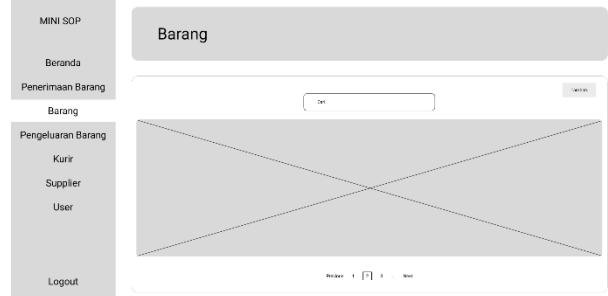 MINI SOP
Beranda
Penerimaan Barang
Barang
Pengeluaran Barang
Kurir
Supplier
User
Logout
Barang
Cari
Previous 1 2 3 ... Next